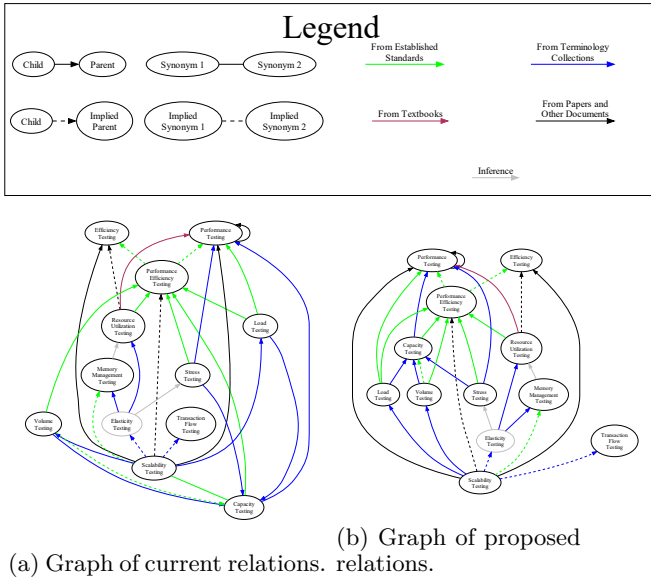 Legend
From Established
Standards
From Terminology
Collections
Child
Parent
Synonym 1
Synonym 2
Child
Implied
Parent
Implied
Synonym 1
Implied
Synonym 2
From Textbooks
From Papers and
Other Documents
Inference
Efficiency
Testing
Performance
Testing
Performance
Efficiency
Testing
Resource
Utilization
Testing
Load
Testing
Memory
Management
Testing
Stress
Testing
Volume
Testing
Elasticity
Testing
Transaction
Flow
Testing
Scalability
Testing
Capacity
Testing
(a) Graph of current relations.
Performance
Testing
Efficiency
Testing
Performance
Efficiency
Testing
Capacity
Testing
Resource
Utilization
Testing
Load
Testing
Volume
Testing
Stress
Testing
Memory
Management
Testing
Elasticity
Testing
Transaction
Flow
Testing
Scalability
Testing
(b) Graph of proposed
relations.